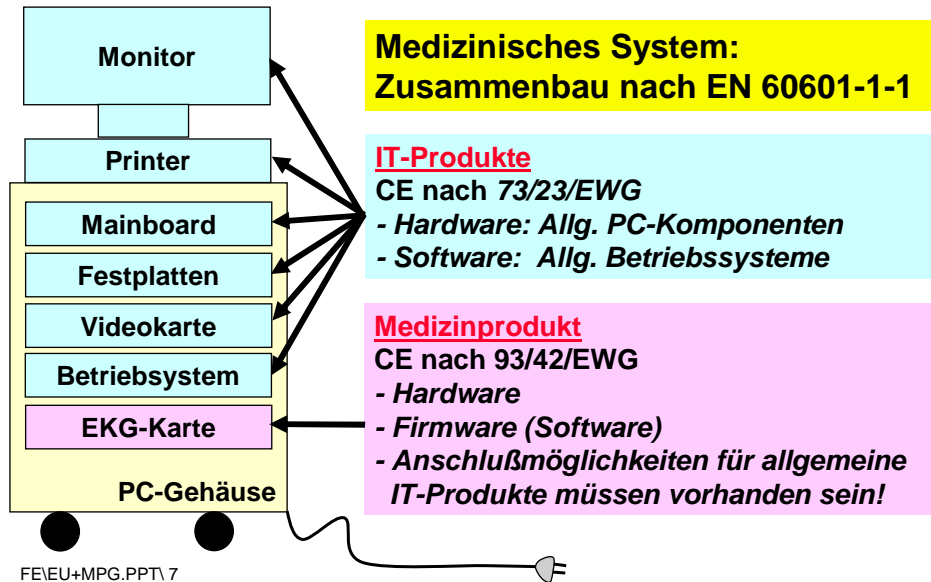 Monitor
Printer
Mainboard
Festplatten
Videokarte
Betriebsystem
EKG-Karte
PC-Gehäuse
Medizinisches System:
Zusammenbau nach EN 60601-1-1
IT-Produkte
CE nach 73/23/EWG
- Hardware: Allg. PC-Komponenten
- Software: Allg. Betriebssysteme
Medizinprodukt
CE nach 93/42/EWG
- Hardware
- Firmware (Software)
- Anschlußmöglichkeiten für allgemeine
IT-Produkte müssen vorhanden sein!
FE\EU+MPG.PPT\ 7